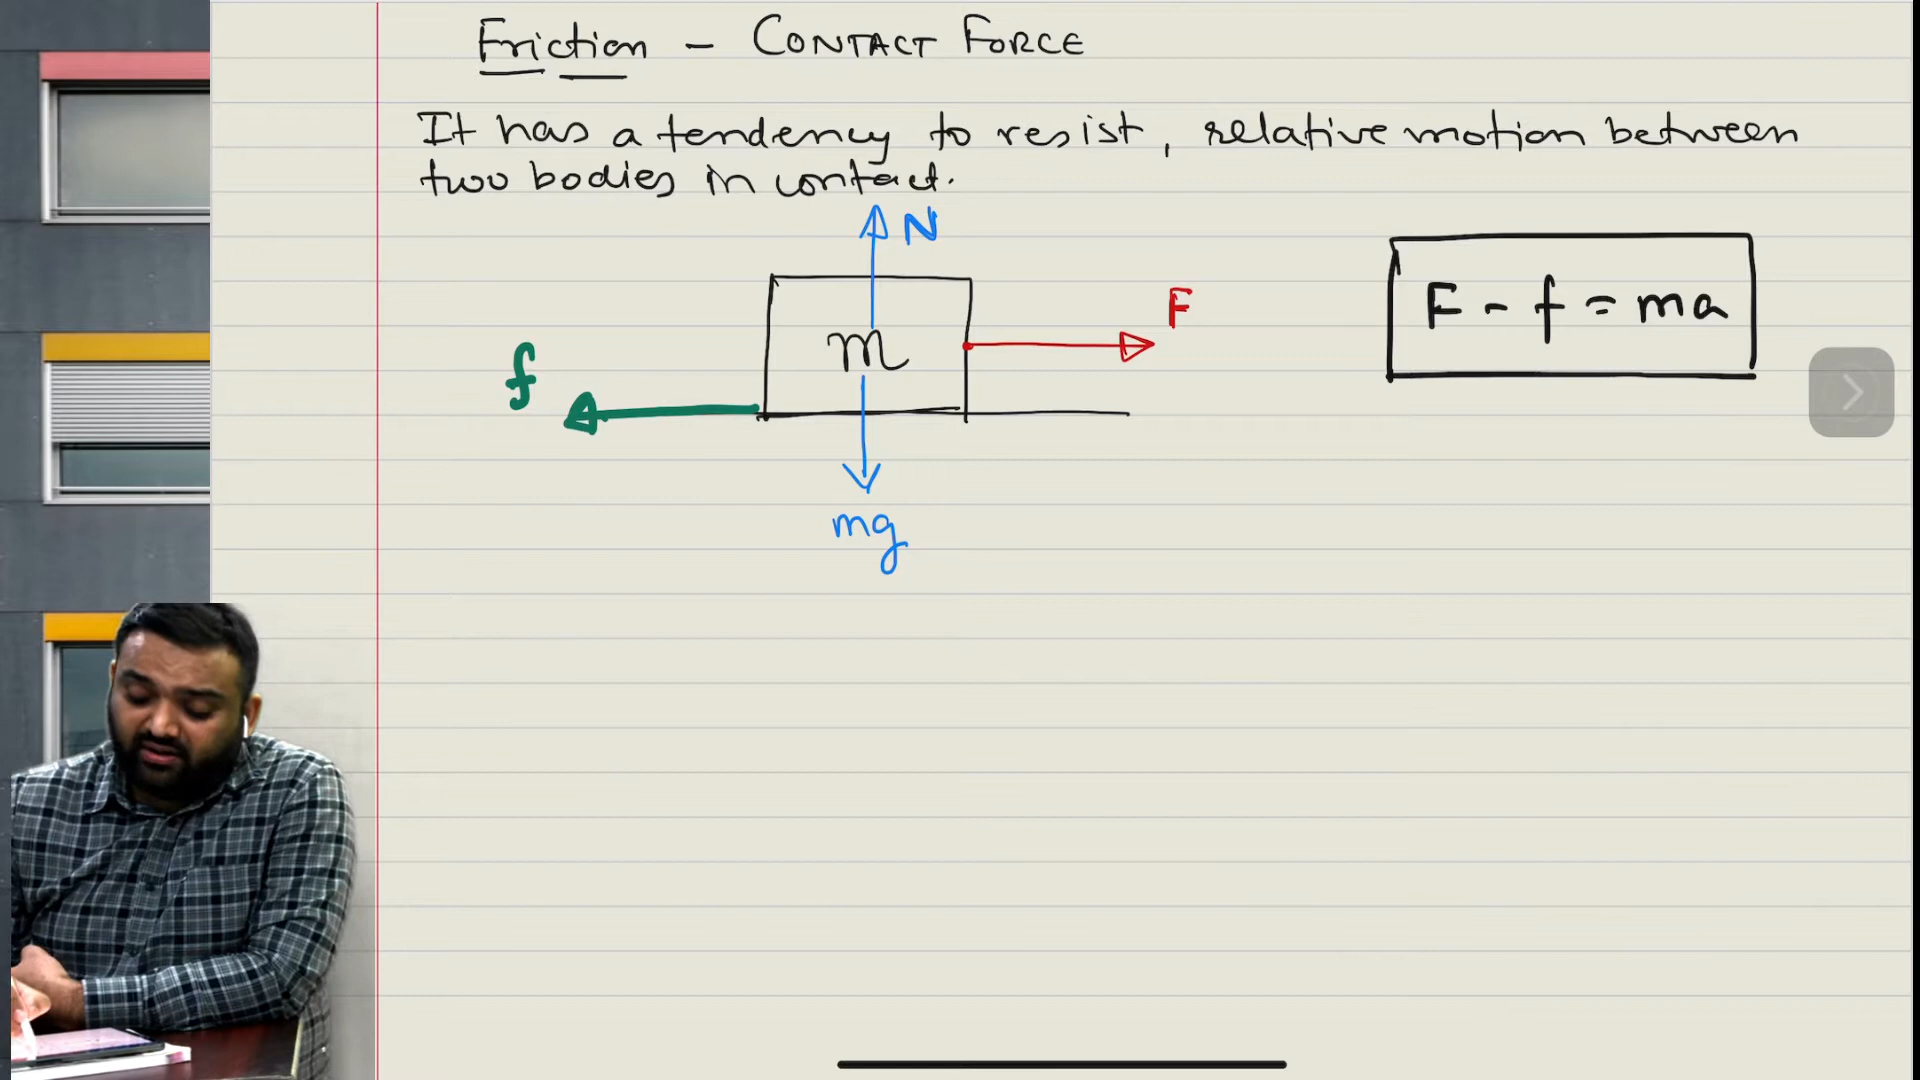 Friction - CONTACT FORCE
It has a tendency to resist, relative motion between
two bodies in contact.
N
F
F - f = ma
m
f
mg